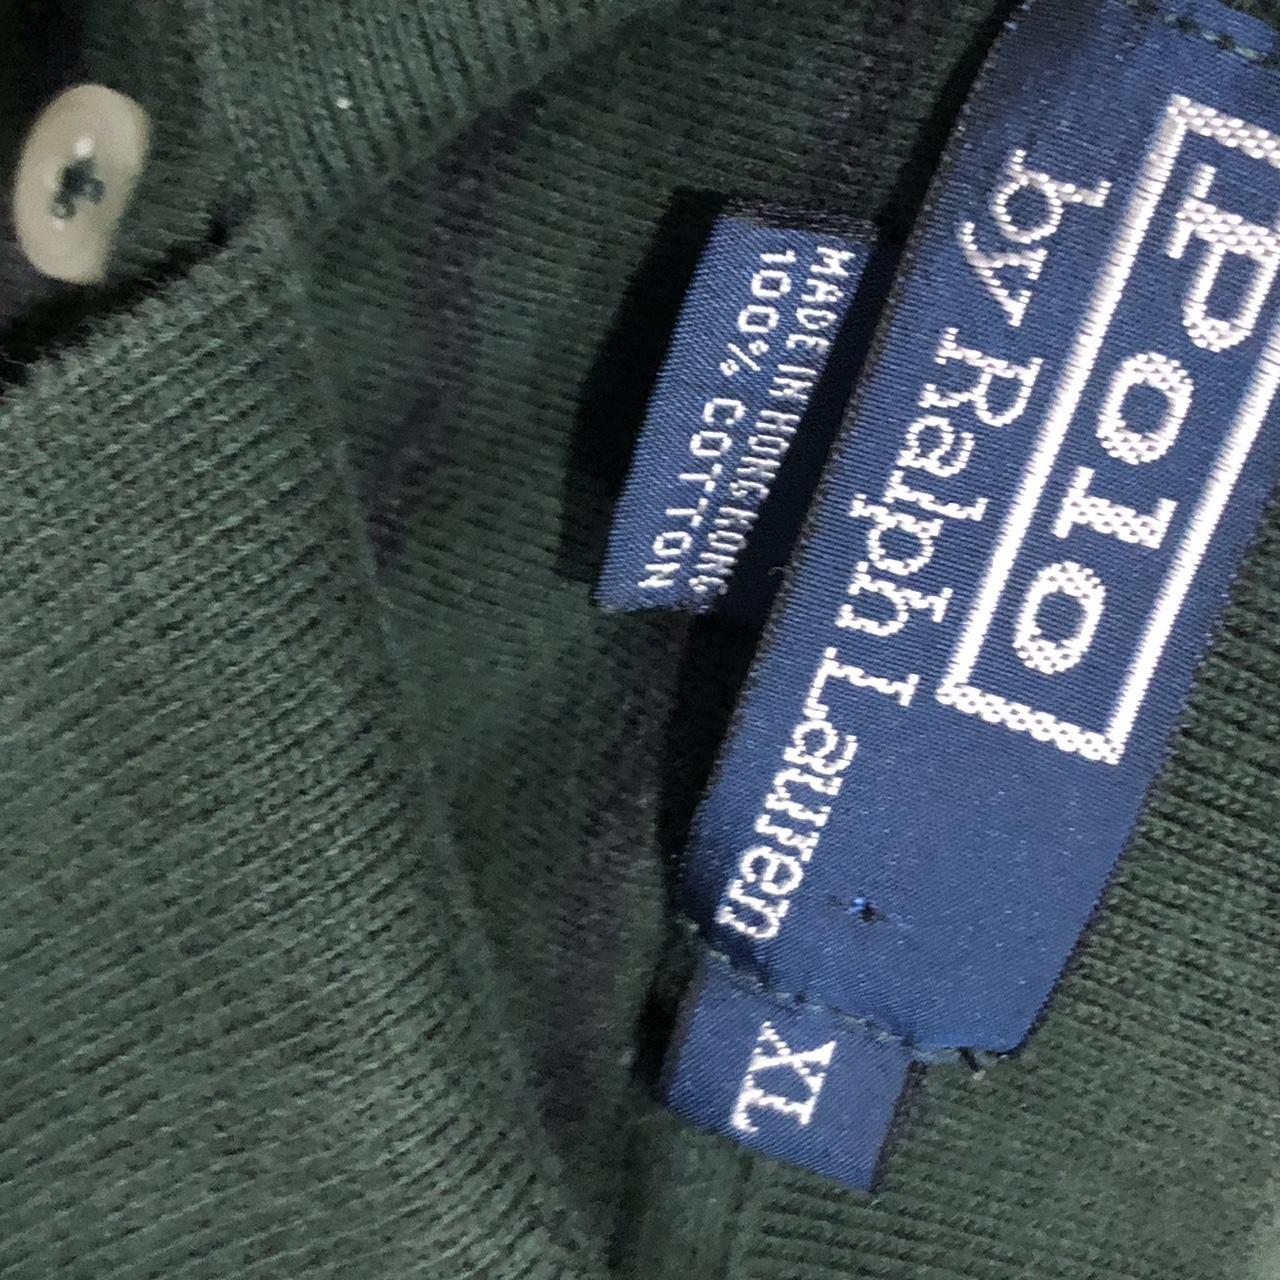 Polo
by Ralph Lauren
MADE IN HONG KONG
100% COTTON
XL